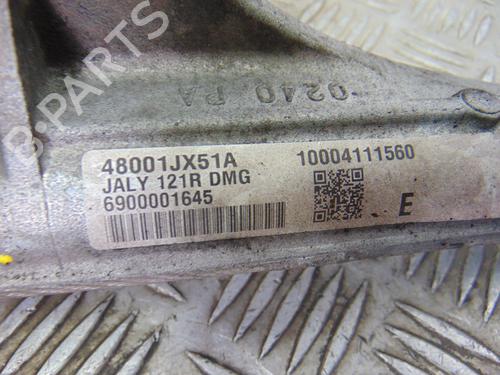 0240 PA
48001JX51A
10004111560
JALY 121R DMG
6900001645
E
B-PARTS